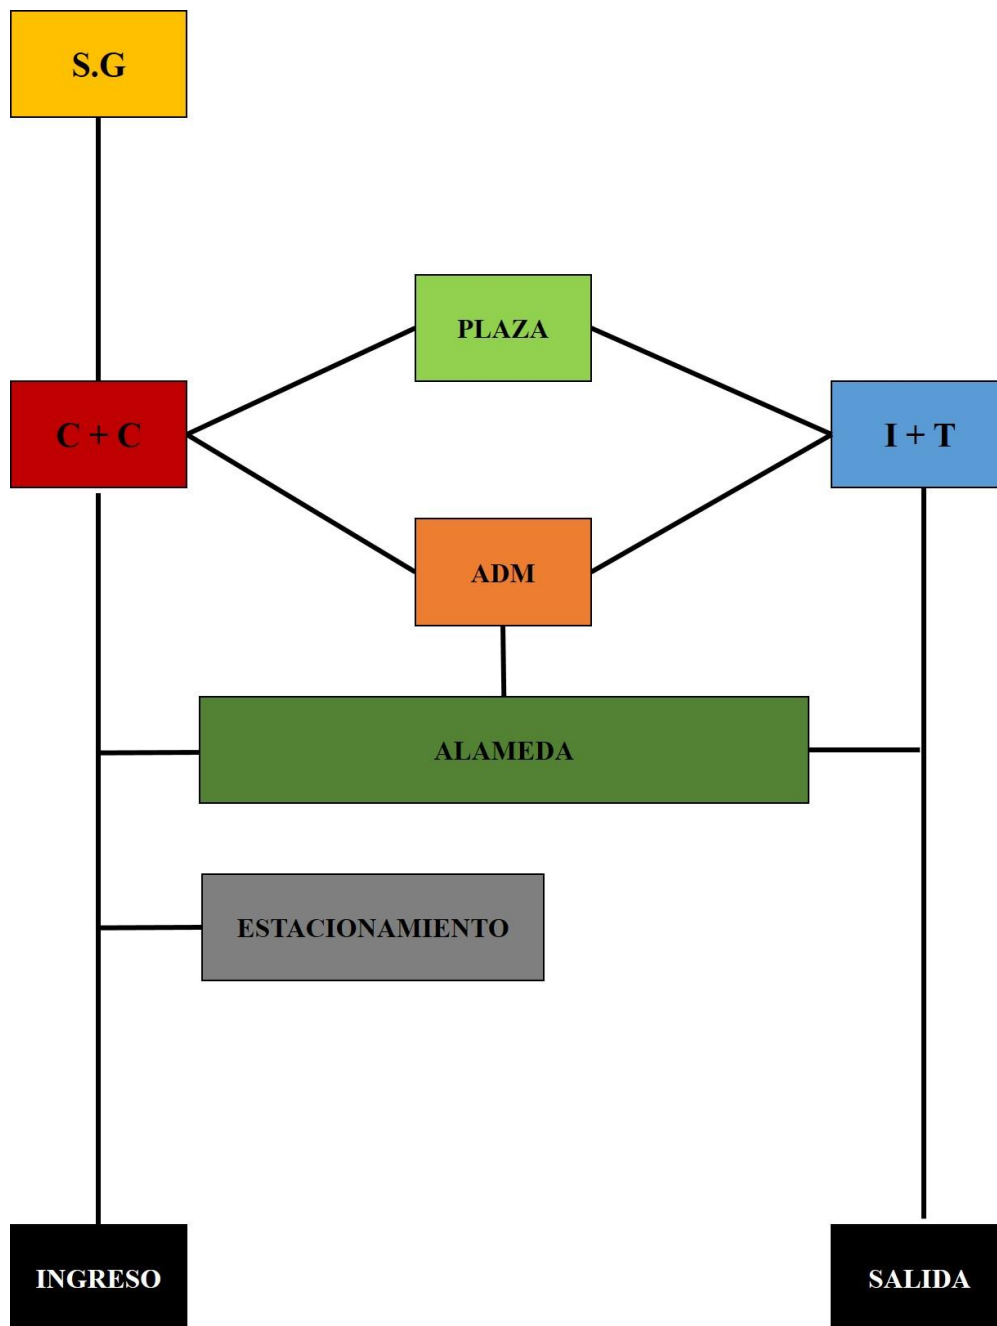 S.G
PLAZA
C + C
I + T
ADM
ALAMEDA
ESTACIONAMIENTO
INGRESO
SALIDA